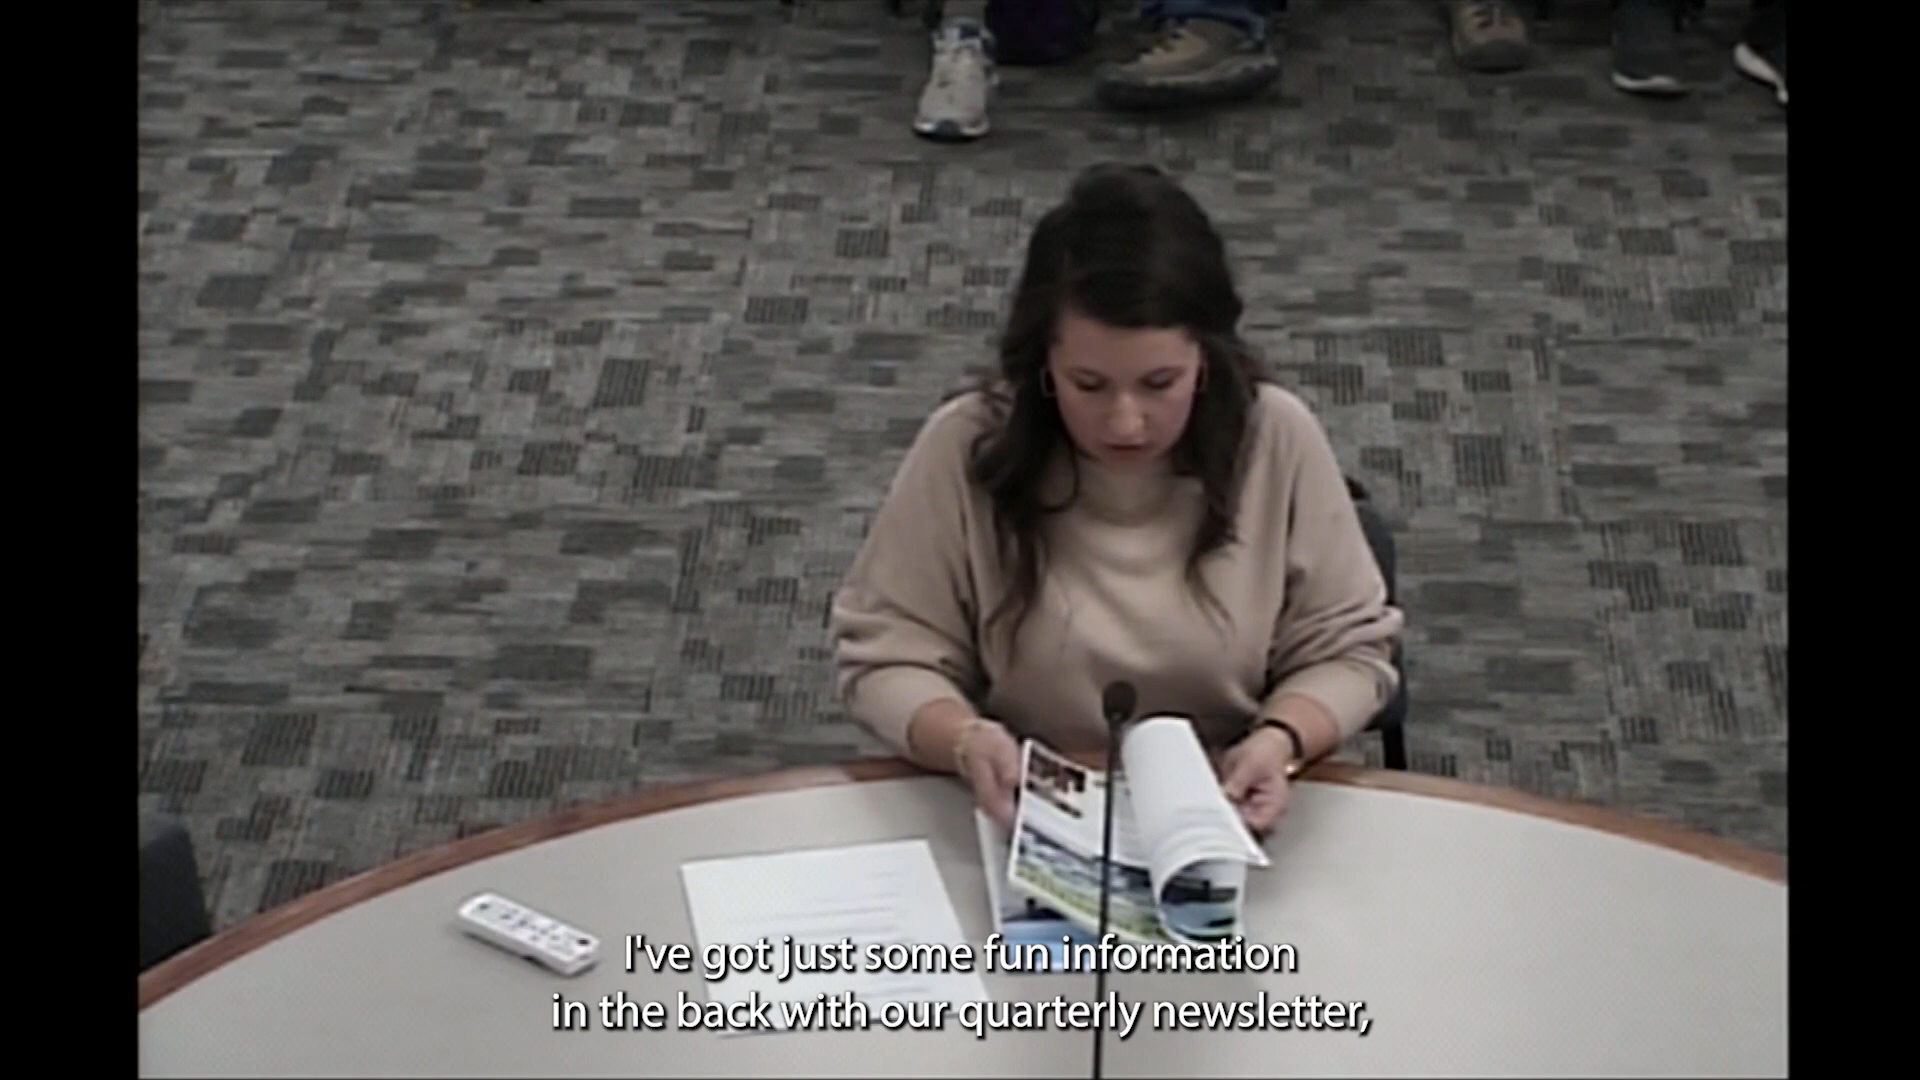 I've got just some fun information
in the back with our quarterly newsletter,